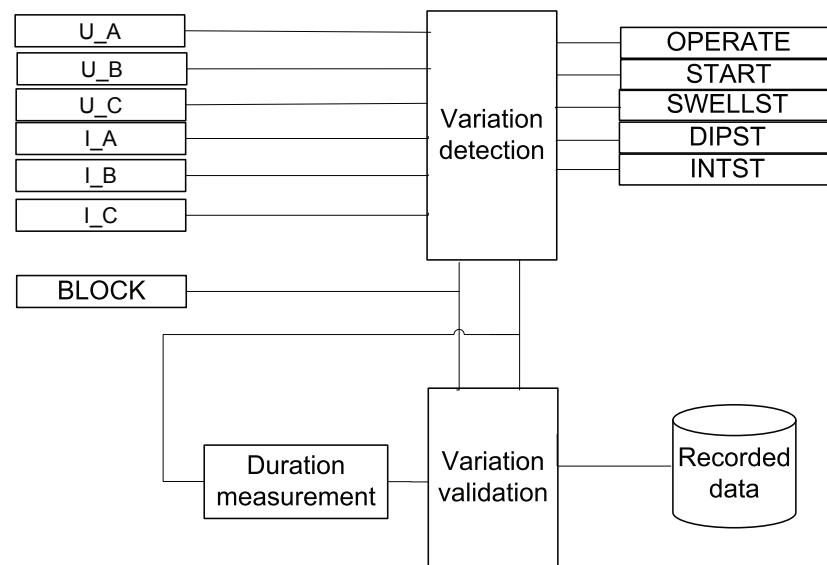 U_A
U_B
U_C
I_A
I_B
I_C
BLOCK
Variation
detection
OPERATE
START
SWELLST
DIPST
INTST
Duration
measurement
Variation
validation
Recorded
data